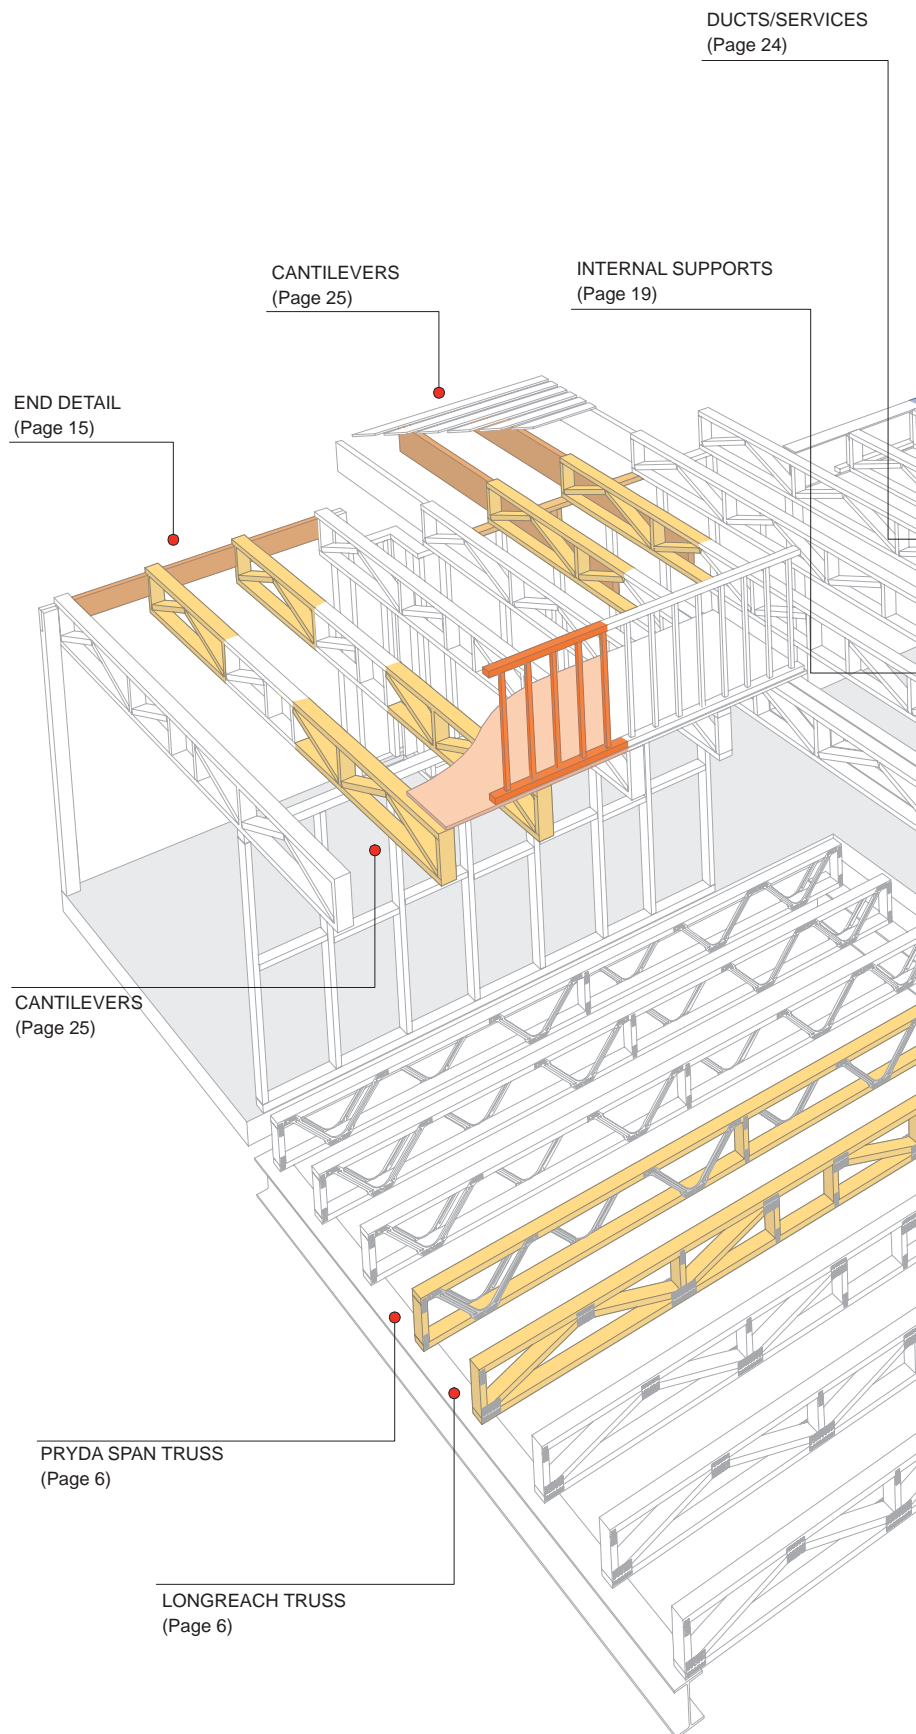 DUCTS/SERVICES
(Page 24)
CANTILEVERS
(Page 25)
INTERNAL SUPPORTS
(Page 19)
END DETAIL
(Page 15)
CANTILEVERS
(Page 25)
PRYDA SPAN TRUSS
(Page 6)
LONGREACH TRUSS
(Page 6)